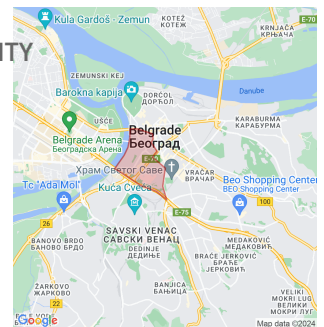 Kula Gardoš - Zemun
КОТЕЖ
KOTEŽ
КРЊАЧА
KRNJAČA
ITY
ZEMUNSKI KEJ
Barokna kapija
DORĆOL
ДОРЋОЛ
Danube
UŠĆE
УШЋЕ
KARABURMA
КАРАБУРМА
Belgrade Arena
Београдска Арена
Belgrade
Београд
E-75
Храм Светог Саве
VRAČAR
ВРАЧАР
Beo Shopping Center
BEO Shopping Center
Tc "Ada Mol"
Kuća Cveća
100
E-75
SAVSKI VENAC
САВСКИ ВЕНАЦ
BANOVO BRDO
БАНОВО БРДО
DEDINJE
ДЕДИЊЕ
MEDAKOVIĆ
МЕДАКОВИЋ
BRAĆE JERKOVIĆ
БРАЋЕ
ЈЕРКОВИЋ
ŽARKOVO
ЖАРКОВО
BANJICA
БАЊИЦА
VELIKI
MOKRI LUG
ВЕЛИКИ
МОКРИ ЛУГ
Google
Map data ©2024